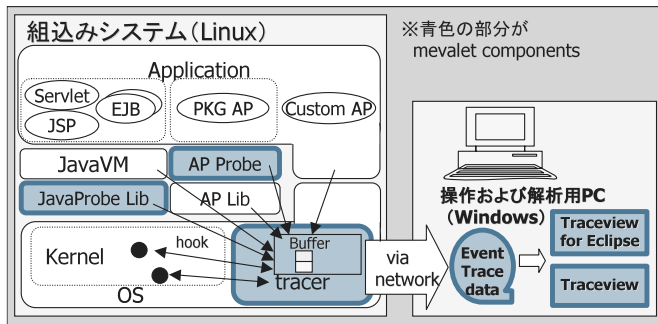 組込みシステム(Linux)
※青色の部分が
mevalet components
Application
Servlet
JSP
EJB
PKG AP
Custom AP
JavaVM
AP Probe
JavaProbe Lib
AP Lib
Kernel
hook
OS
Buffer
tracer
via
network
操作および解析用PC
(Windows)
Event
Trace
data
Traceview
for Eclipse
Traceview